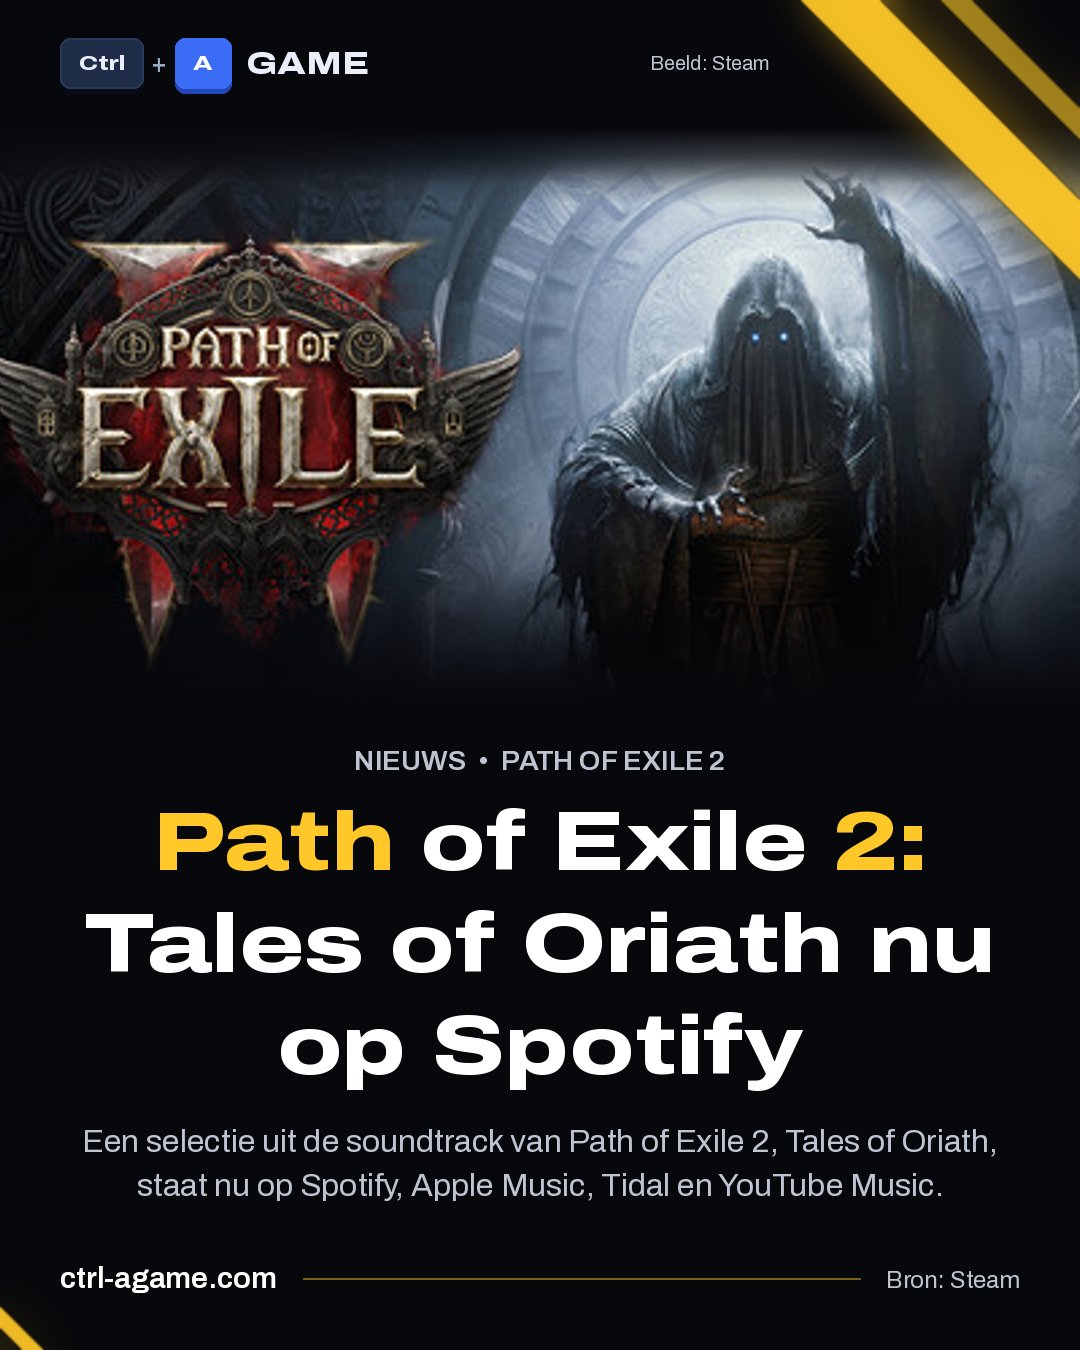 Ctrl + A GAME
Beeld: Steam
PATH OF
EXILE
NIEUWS • PATH OF EXILE 2
Path of Exile 2:
Tales of Oriath nu
op Spotify
Een selectie uit de soundtrack van Path of Exile 2, Tales of Oriath,
staat nu op Spotify, Apple Music, Tidal en YouTube Music.
ctrl-agame.com
Bron: Steam